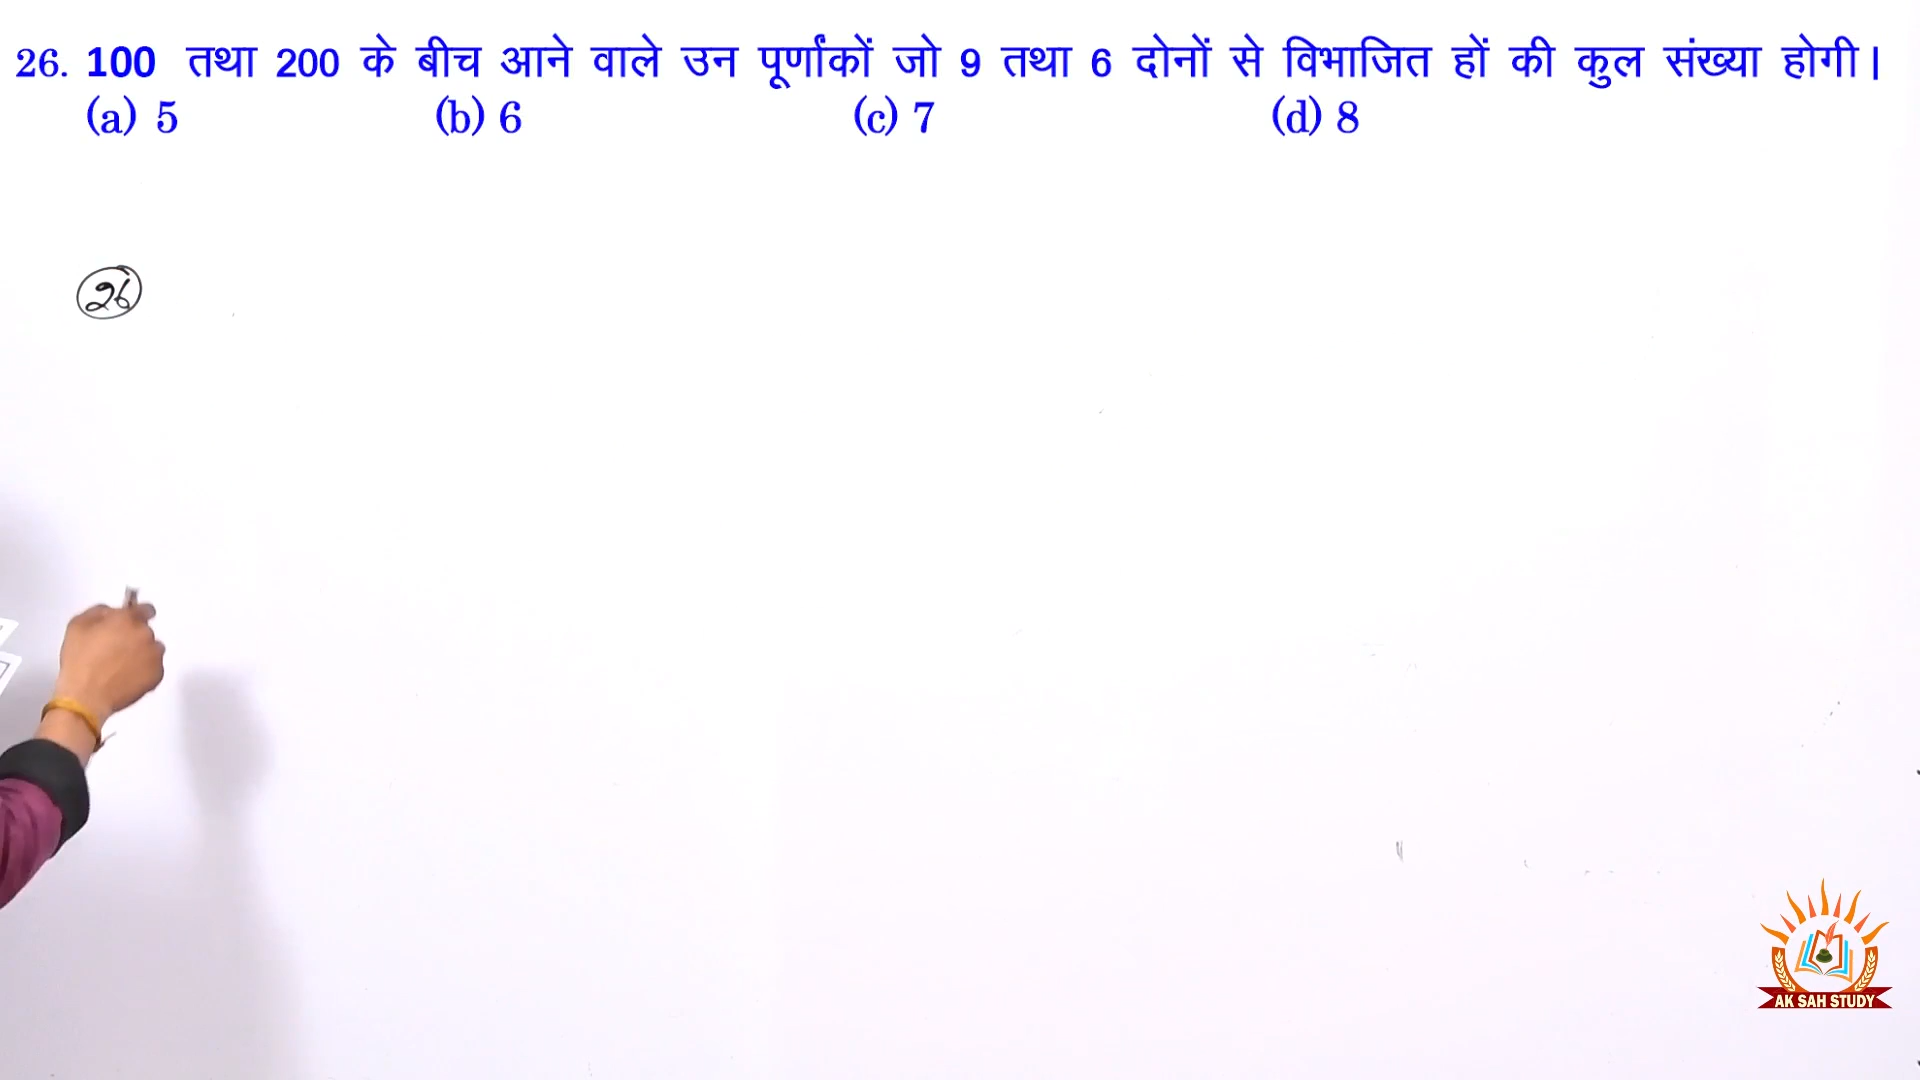 26. 100 तथा 200 के बीच आने वाले उन पूर्णांकों जो 9 तथा 6 दोनों से विभाजित हों की कुल संख्या होगी।
(a) 5 (b) 6 (c) 7 (d) 8
26
AK SAH STUDY